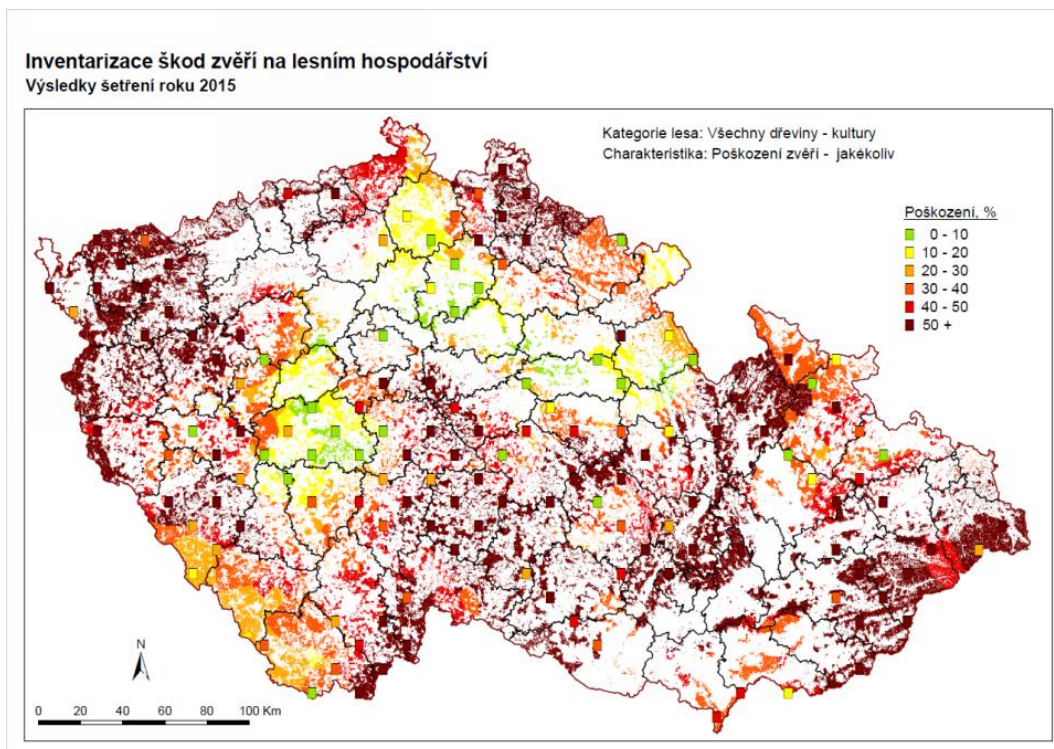 Inventarizace škod zvěří na lesním hospodářství
Výsledky šetření roku 2015
Kategorie lesa: Všechny dřeviny - kultury
Charakteristika: Poškození zvěří - jakékoliv
Poškození, %
0 - 10
10 - 20
20 - 30
30 - 40
40 - 50
50 +
N
0 20 40 60 80 100 Km